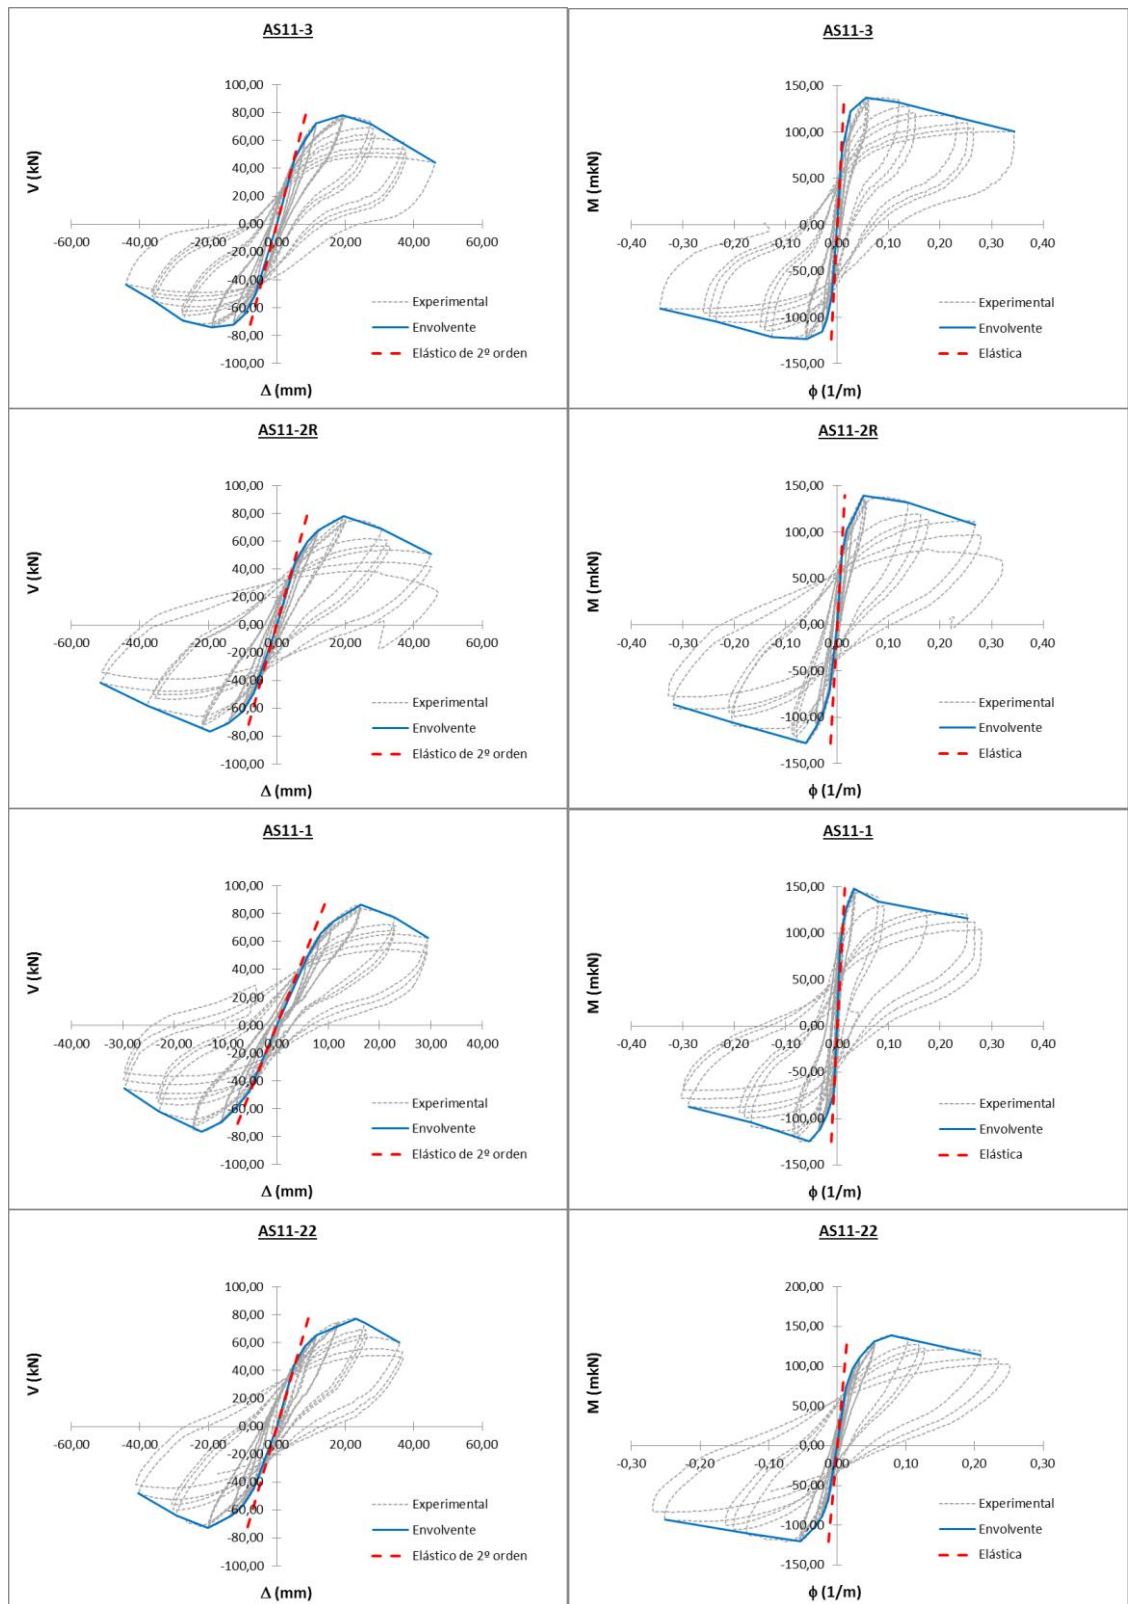 AS11-3
V (kN)
100,00
80,00
60,00
40,00
20,00
0,00
-60,00 -40,00 -20,00 0,00 20,00 40,00 60,00
-20,00
-40,00
-60,00
-80,00
-100,00
Experimental
Envolvente
Elástico de 2º orden
Δ (mm)
AS11-3
M (mkN)
150,00
100,00
50,00
0,00
-0,40 -0,30 -0,20 -0,10 0,00 0,10 0,20 0,30 0,40
-50,00
-100,00
-150,00
Experimental
Envolvente
Elástica
ϕ (1/m)
AS11-2R
V (kN)
100,00
80,00
60,00
40,00
20,00
0,00
-60,00 -40,00 -20,00 0,00 20,00 40,00 60,00
-20,00
-40,00
-60,00
-80,00
-100,00
Experimental
Envolvente
Elástico de 2º orden
Δ (mm)
AS11-2R
M (mkN)
150,00
100,00
50,00
0,00
-0,40 -0,30 -0,20 -0,10 0,00 0,10 0,20 0,30 0,40
-50,00
-100,00
-150,00
Experimental
Envolvente
Elástica
ϕ (1/m)
AS11-1
V (kN)
100,00
80,00
60,00
40,00
20,00
0,00
-40,00 -30,00 -20,00 -10,00 0,00 10,00 20,00 30,00 40,00
-20,00
-40,00
-60,00
-80,00
-100,00
Experimental
Envolvente
Elástico de 2º orden
Δ (mm)
AS11-1
M (mkN)
150,00
100,00
50,00
0,00
-0,40 -0,30 -0,20 -0,10 0,00 0,10 0,20 0,30 0,40
-50,00
-100,00
-150,00
Experimental
Envolvente
Elástica
ϕ (1/m)
AS11-22
V (kN)
100,00
80,00
60,00
40,00
20,00
0,00
-60,00 -40,00 -20,00 0,00 20,00 40,00 60,00
-20,00
-40,00
-60,00
-80,00
-100,00
Experimental
Envolvente
Elástico de 2º orden
Δ (mm)
AS11-22
M (mkN)
200,00
150,00
100,00
50,00
0,00
-0,30 -0,20 -0,10 0,00 0,10 0,20 0,30
-50,00
-100,00
-150,00
Experimental
Envolvente
Elástica
ϕ (1/m)